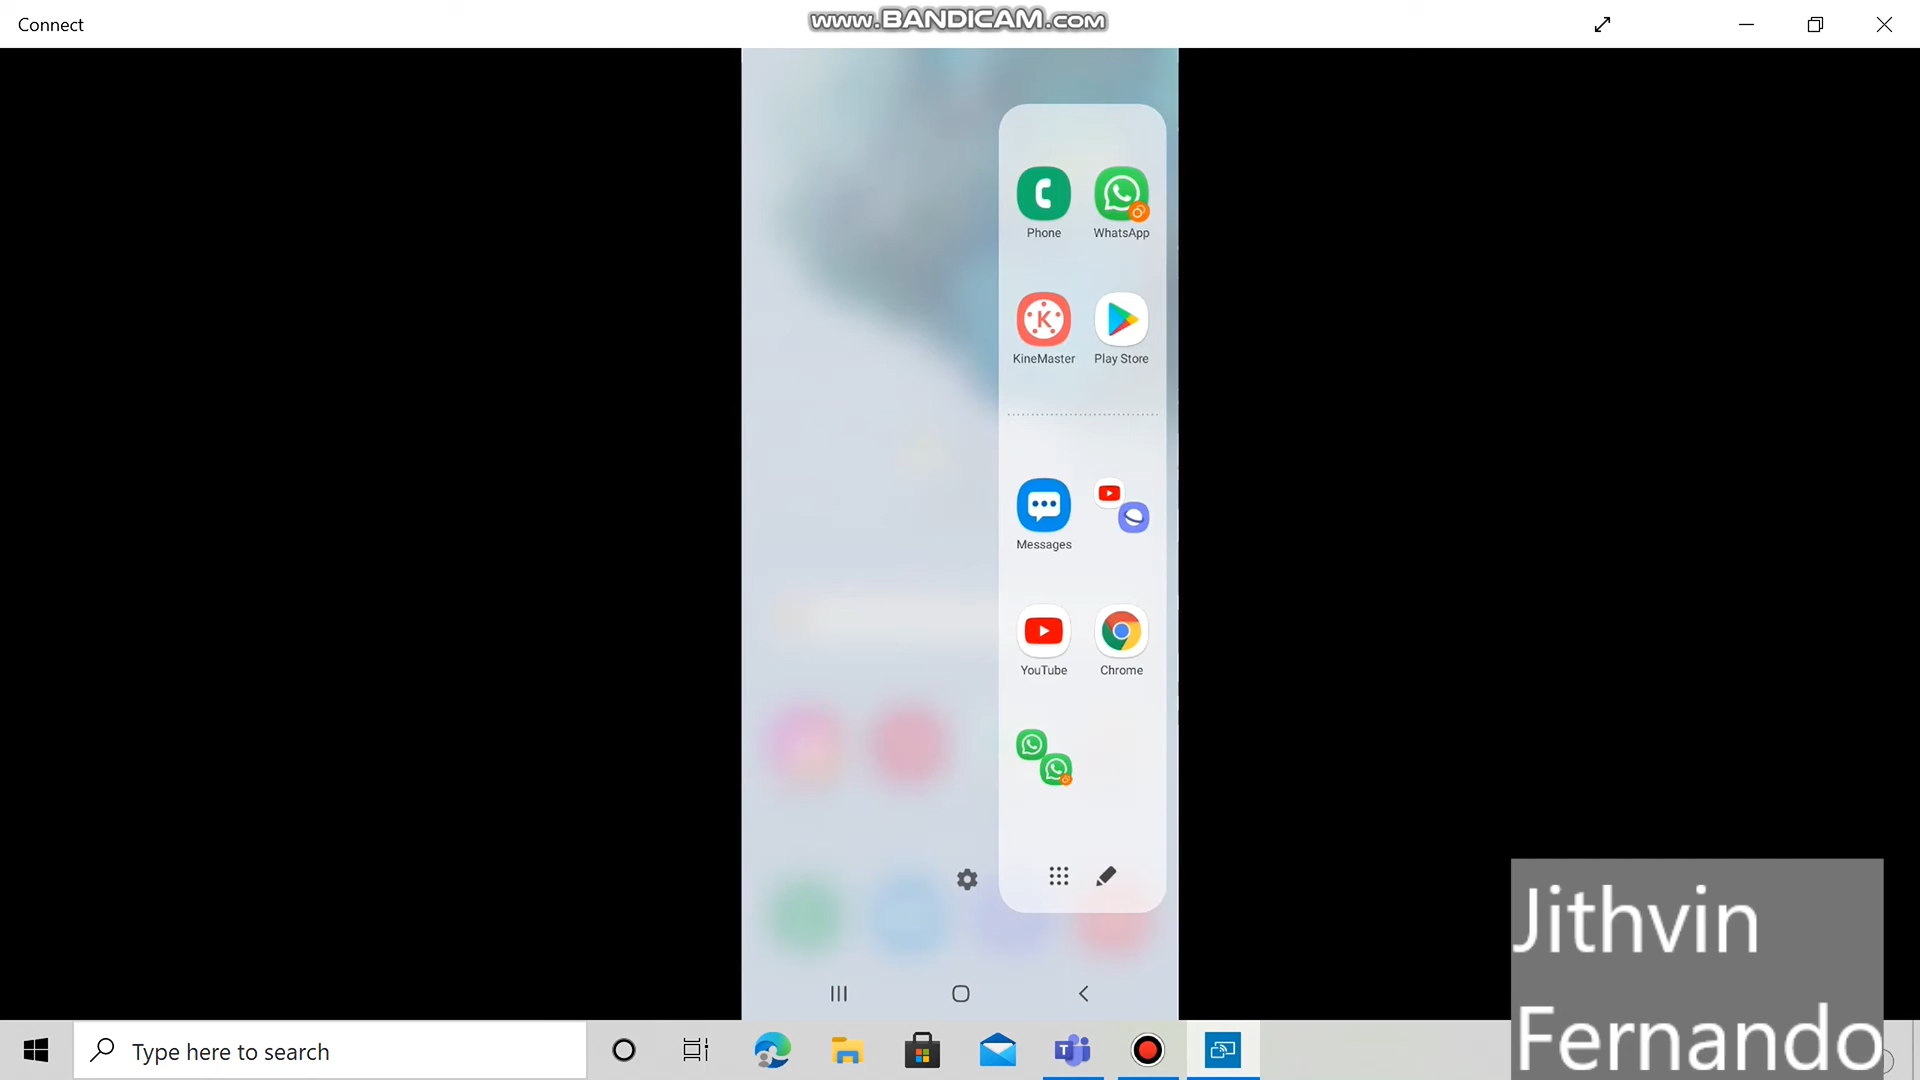 Connect
www.BANDICAM.com
Phone
WhatsApp
K
KineMaster
Play Store
Messages
YouTube
Chrome
Jithvin
Fernando
Type here to search
T